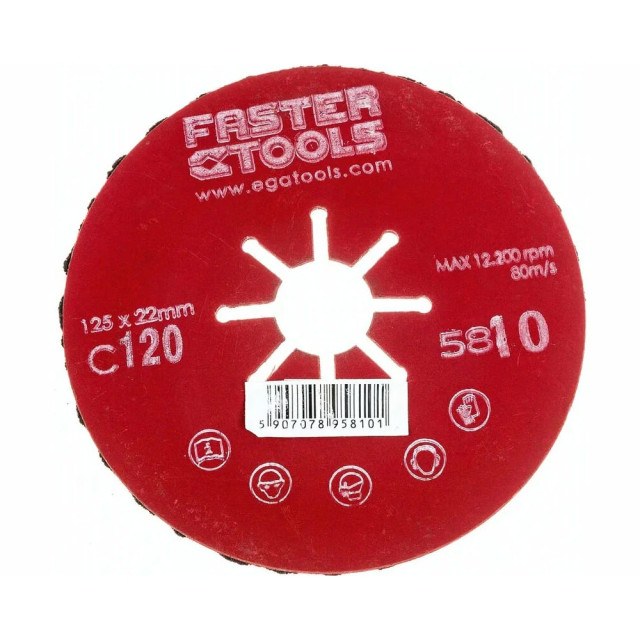 FASTER
TOOLS
www.egatools.com
MAX 12.200 rpm
80m/s
125 x 22mm
C120
5810
5 907078 958101